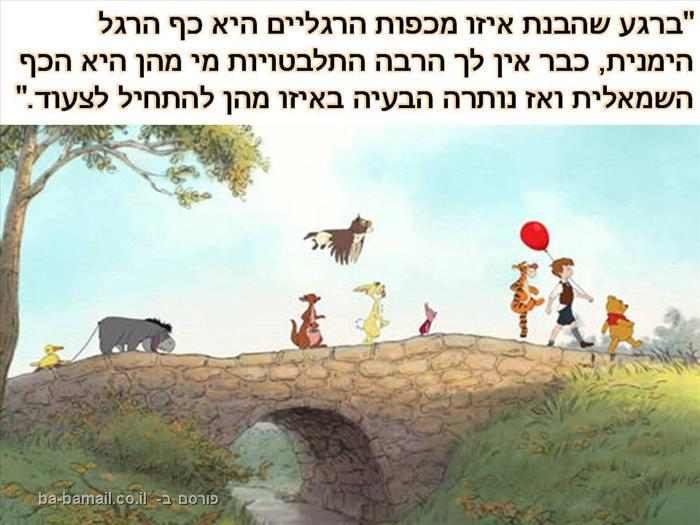 "ברגע שהבנת איזו מכפות הרגליים היא כף הרגל
הימנית, כבר אין לך הרבה התלבטויות מי מהן היא הכף
השמאלית ואז נותרה הבעיה באיזו מהן להתחיל לצעוד."
פורסם ב- ba-bamail.co.il